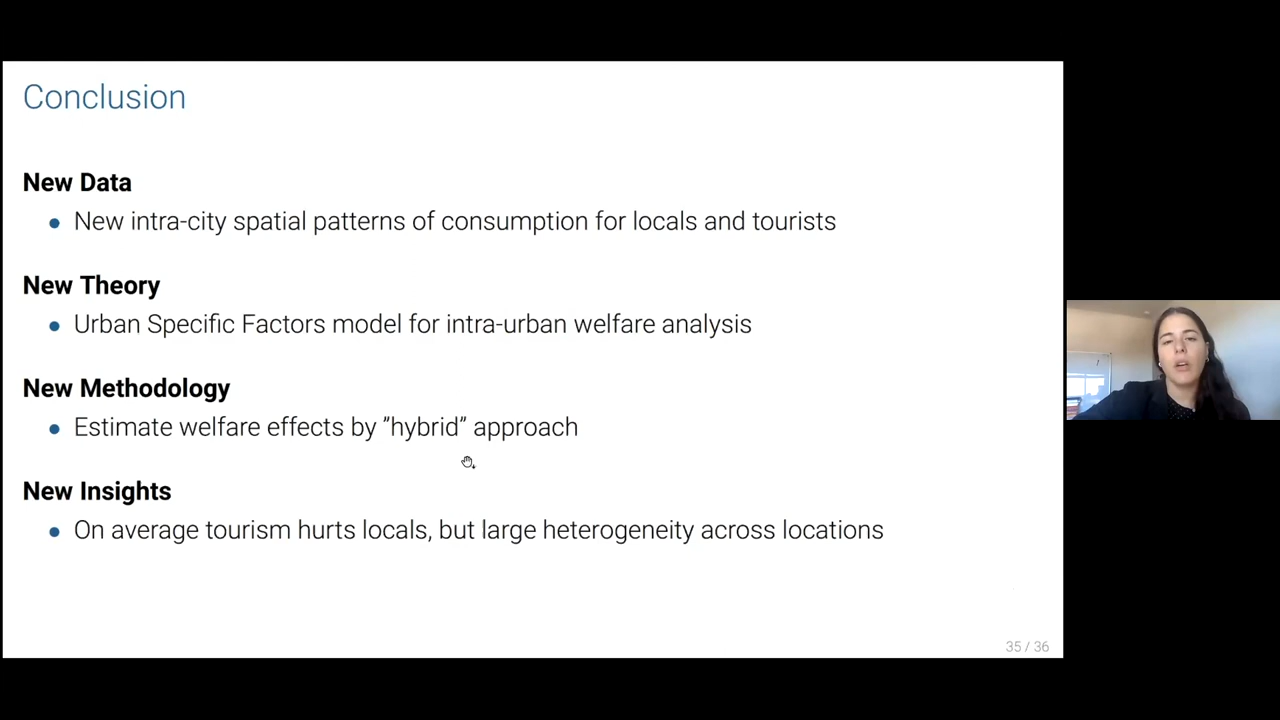 Conclusion
New Data
● New intra-city spatial patterns of consumption for locals and tourists
New Theory
● Urban Specific Factors model for intra-urban welfare analysis
New Methodology
● Estimate welfare effects by ”hybrid” approach
New Insights
● On average tourism hurts locals, but large heterogeneity across locations
35 / 36